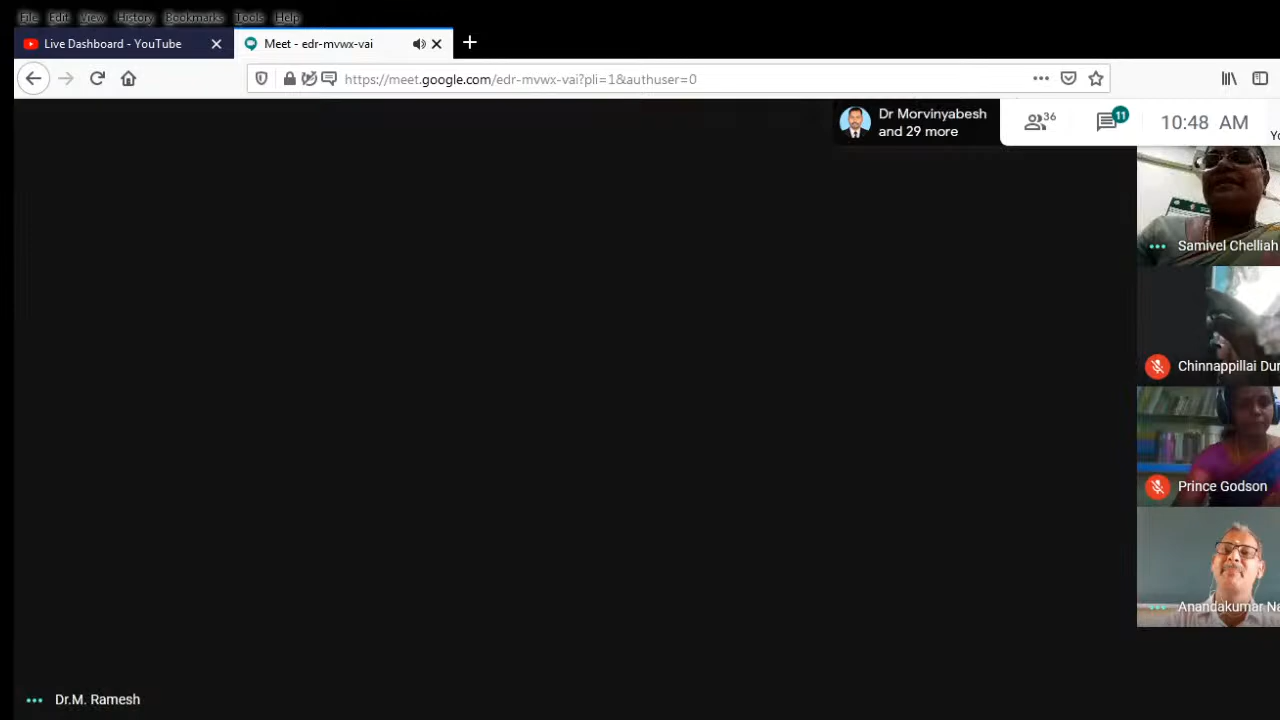 File Edit View History Bookmarks Tools Help
Live Dashboard - YouTube
Meet - edr-mvwx-vai
https://meet.google.com/edr-mvwx-vai?pli=1&authuser=0
Dr Morvinyabesh
and 29 more
36
11
10:48 AM
Yo
Samivel Chelliah
Chinnappillai Dur
Prince Godson
Anandakumar Na
Dr.M. Ramesh